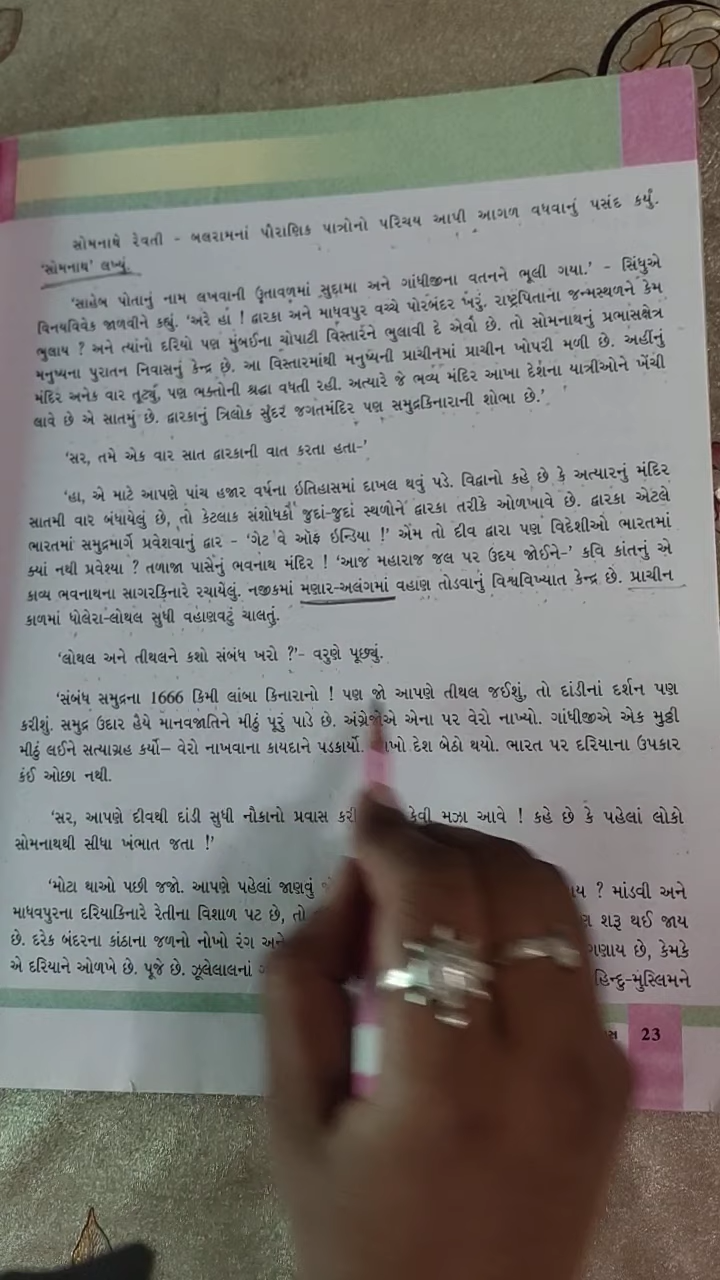 સોમનાથે રેવતી - બલરામનાં પૌરાણિક પાત્રોનો પરિચય આપી આગળ વધવાનું પસંદ કર્યું.
‘સોમનાથ’ લખ્યું.
‘સાહેબ પોતાનું નામ લખવાની ઉતાવળમાં સુદામા અને ગાંધીજીના વતનને ભૂલી ગયા.’ - સિંધુએ
વિનયવિવેક જાળવીને કહ્યું. ‘અરે હા ! દ્વારકા અને માધવપુર વચ્ચે પોરબંદર ખરું. રાષ્ટ્રપિતાના જન્મસ્થળને કેમ
ભુલાય ? અને ત્યાંનો દરિયો પણ મુંબઈના ચોપાટી વિસ્તારને ભુલાવી દે એવો છે. તો સોમનાથનું પ્રભાસક્ષેત્ર
મનુષ્યના પુરાતન નિવાસનું કેન્દ્ર છે. આ વિસ્તારમાંથી મનુષ્યની પ્રાચીનમાં પ્રાચીન ખોપરી મળી છે. અહીંનું
મંદિર અનેક વાર તૂટ્યું, પણ ભક્તોની શ્રદ્ધા વધતી રહી. અત્યારે જે ભવ્ય મંદિર આખા દેશના યાત્રીઓને ખેંચી
લાવે છે એ સાતમું છે. દ્વારકાનું ત્રિલોક સુંદર જગતમંદિર પણ સમુદ્રકિનારાની શોભા છે.’
‘સર, તમે એક વાર સાત દ્વારકાની વાત કરતા હતા-’
‘હા, એ માટે આપણે પાંચ હજાર વર્ષના ઇતિહાસમાં દાખલ થવું પડે. વિદ્વાનો કહે છે કે અત્યારનું મંદિર
સાતમી વાર બંધાયેલું છે, તો કેટલાક સંશોધકો જુદાં-જુદાં સ્થળોને દ્વારકા તરીકે ઓળખાવે છે. દ્વારકા એટલે
ભારતમાં સમુદ્રમાર્ગે પ્રવેશવાનું દ્વાર - ‘ગેટ વે ઓફ ઇન્ડિયા !’ એમ તો દીવ દ્વારા પણ વિદેશીઓ ભારતમાં
ક્યાં નથી પ્રવેશ્યા ? તળાજા પાસેનું ભવનાથ મંદિર ! ‘આજ મહારાજ જલ પર ઉદય જોઈને-’ કવિ કાંતનું એ
કાવ્ય ભવનાથના સાગરકિનારે રચાયેલું. નજીકમાં મણાર-અલંગમાં વહાણ તોડવાનું વિશ્વવિખ્યાત કેન્દ્ર છે. પ્રાચીન
કાળમાં ધોલેરા-લોથલ સુધી વહાણવટું ચાલતું.
‘લોથલ અને તીથલને કશો સંબંધ ખરો ?’- વરુણે પૂછ્યું.
‘સંબંધ સમુદ્રના 1666 કિમી લાંબા કિનારાનો ! પણ જો આપણે તીથલ જઈશું, તો દાંડીનાં દર્શન પણ
કરીશું. સમુદ્ર ઉદાર હૈયે માનવજાતિને મીઠું પૂરું પાડે છે. અંગ્રેજોએ એના પર વેરો નાખ્યો. ગાંધીજીએ એક મુઠ્ઠી
મીઠું લઈને સત્યાગ્રહ કર્યો– વેરો નાખવાના કાયદાને પડકાર્યો. દેશ બેઠો થયો. ભારત પર દરિયાના ઉપકાર
કંઈ ઓછા નથી.
‘સર, આપણે દીવથી દાંડી સુધી નૌકાનો પ્રવાસ કેવી મઝા આવે ! કહે છે કે પહેલાં લોકો
સોમનાથથી સીધા ખંભાત જતા !’
‘મોટા થાઓ પછી જજો. આપણે પહેલાં જાણવું ? માંડવી અને
માધવપુરના દરિયાકિનારે રેતીના વિશાળ પટ છે, તો શરૂ થઈ જાય
છે. દરેક બંદરના કાંઠાના જળનો નોખો રંગ અને ગણાય છે, કેમકે
એ દરિયાને ઓળખે છે. પૂજે છે. ઝૂલેલાલનાં હિન્દુ-મુસ્લિમને
23